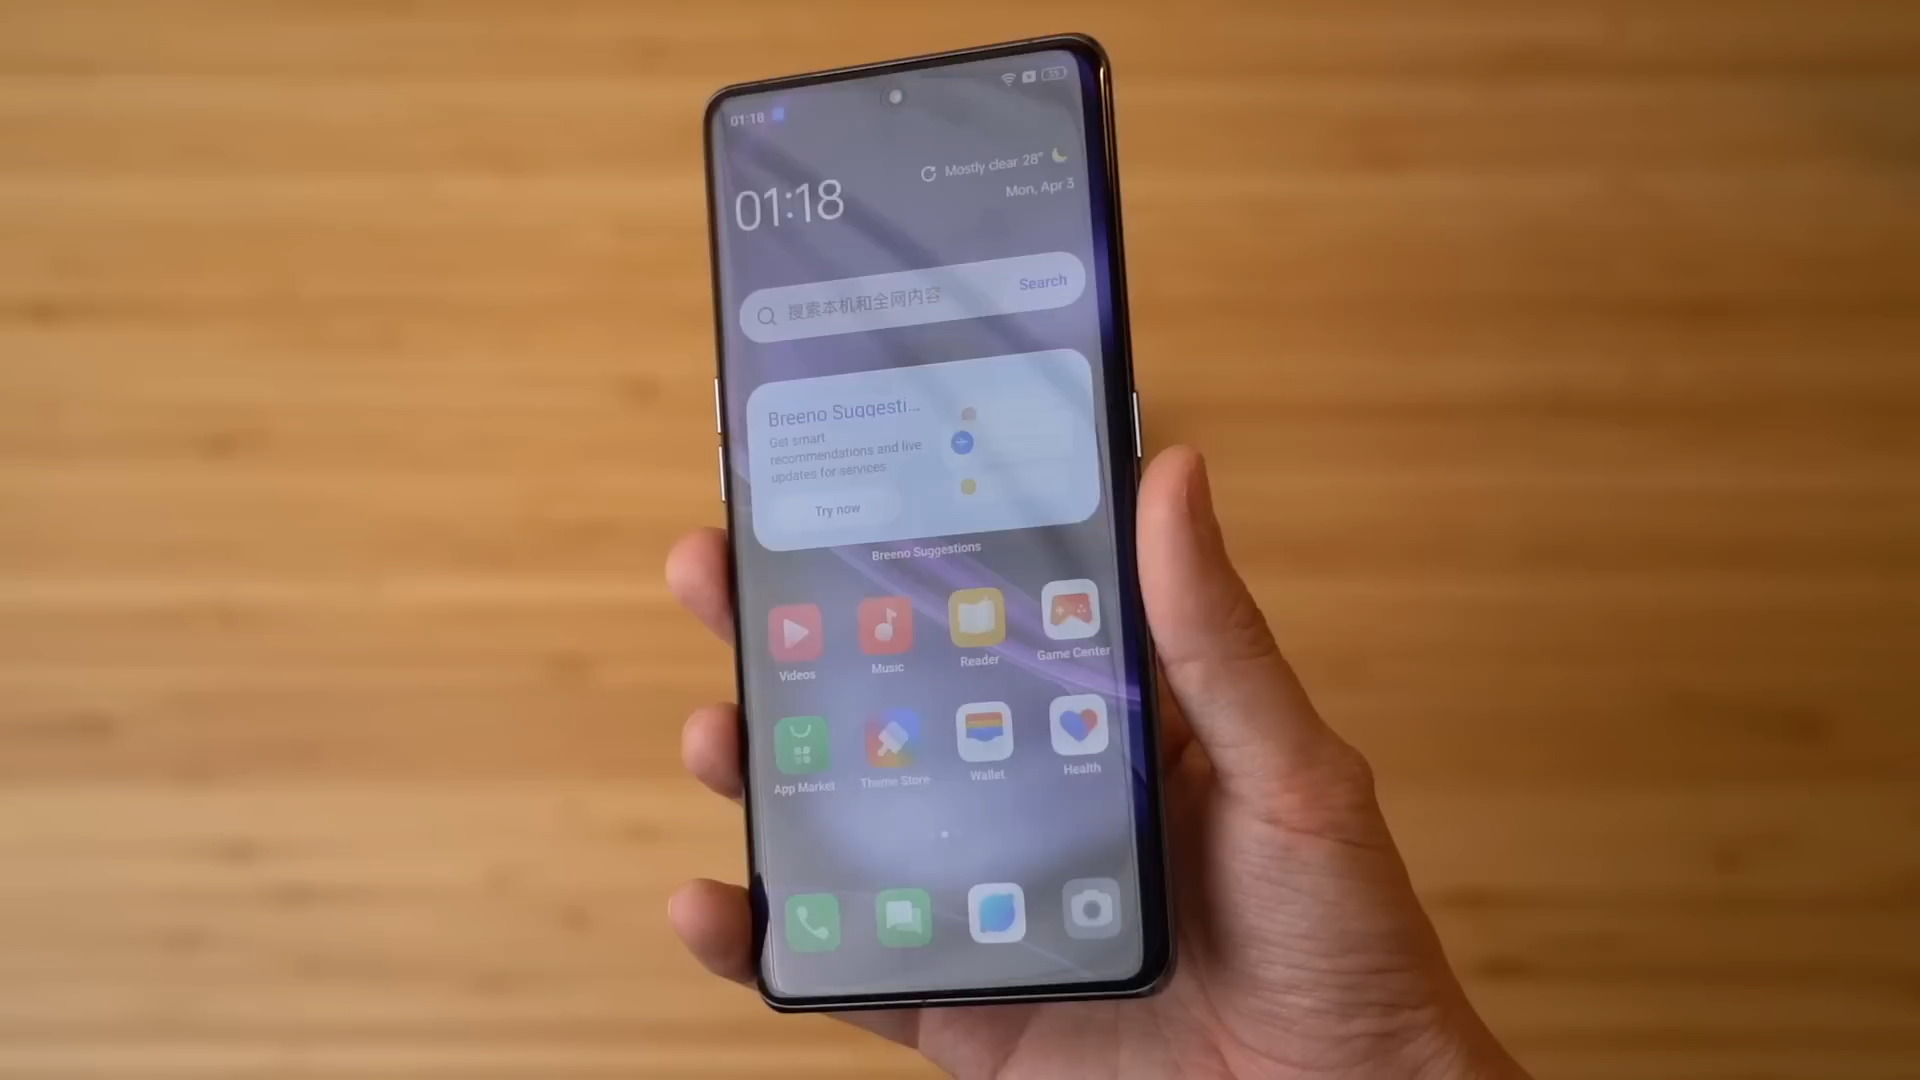 01:18
55
01:18
Mostly clear 28°
Mon, Apr 3
搜索本机和全网内容
Search
Breeno Suggesti...
Get smart
recommendations and live
updates for services
Try now
Breeno Suggestions
Videos
Music
Reader
Game Center
App Market
Theme Store
Wallet
Health